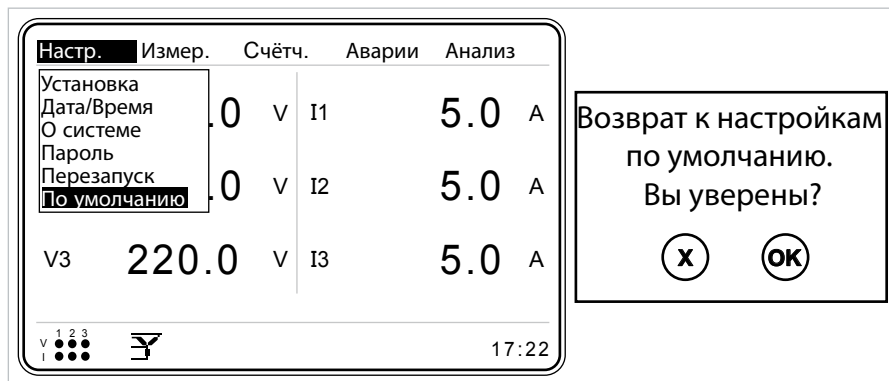 Настр. Измер. Счётч. Аварии Анализ
Установка
Дата/Время
О системе
Пароль
Перезапуск
По умолчанию
.0 V I1 5.0 A
.0 V I2 5.0 A
V3 220.0 V I3 5.0 A
1 2 3
V
I
17:22
Возврат к настройкам
по умолчанию.
Вы уверены?
X OK